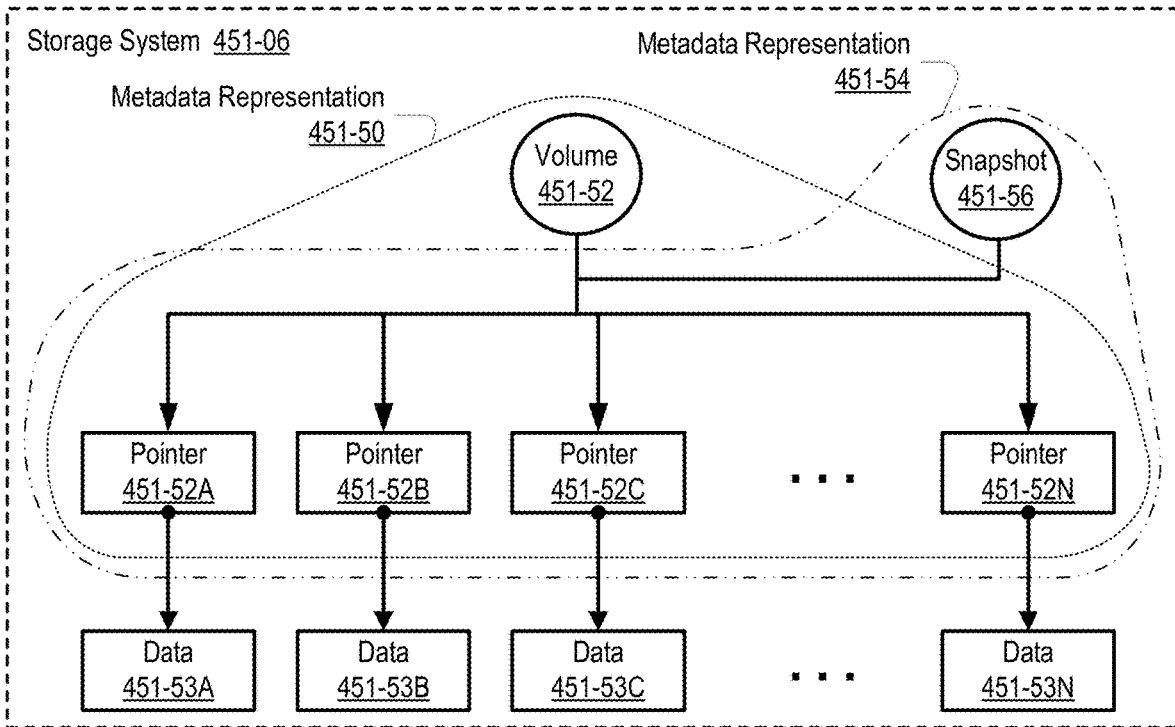 Storage System 451-06
Metadata Representation
451-54
Metadata Representation
451-50
Volume
451-52
Snapshot
451-56
Pointer
451-52A
Pointer
451-52B
Pointer
451-52C
. . .
Pointer
451-52N
Data
451-53A
Data
451-53B
Data
451-53C
. . .
Data
451-53N